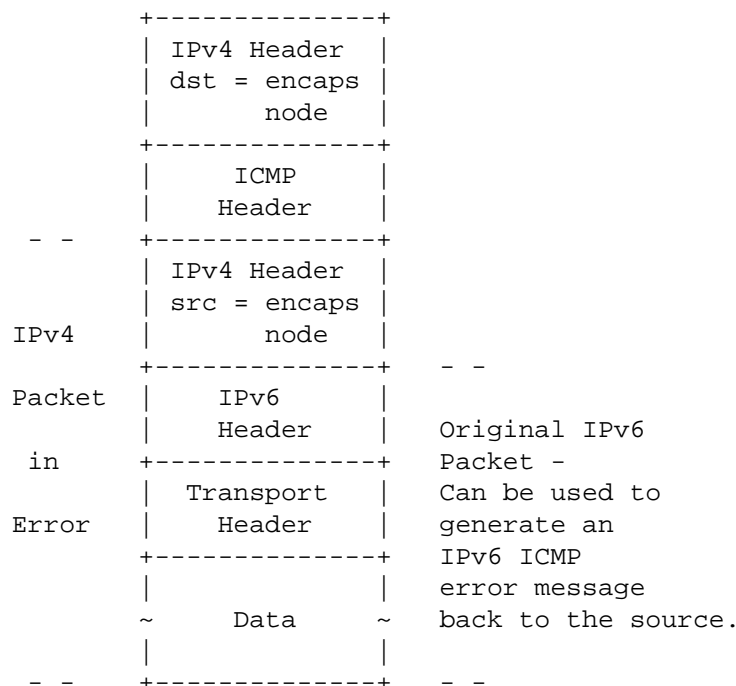 +--------------+
| IPv4 Header  |
| dst = encaps |
|       node   |
+--------------+
|     ICMP     |
|    Header    |
- -    +--------------+
| IPv4 Header  |
| src = encaps |
IPv4   |       node   |
+--------------+   - -
Packet |    IPv6      |
|    Header    |   Original IPv6
in    +--------------+   Packet -
|  Transport   |   Can be used to
Error  |    Header    |   generate an
+--------------+   IPv6 ICMP
|              |   error message
~     Data     ~   back to the source.
|              |
- -    +--------------+   - -